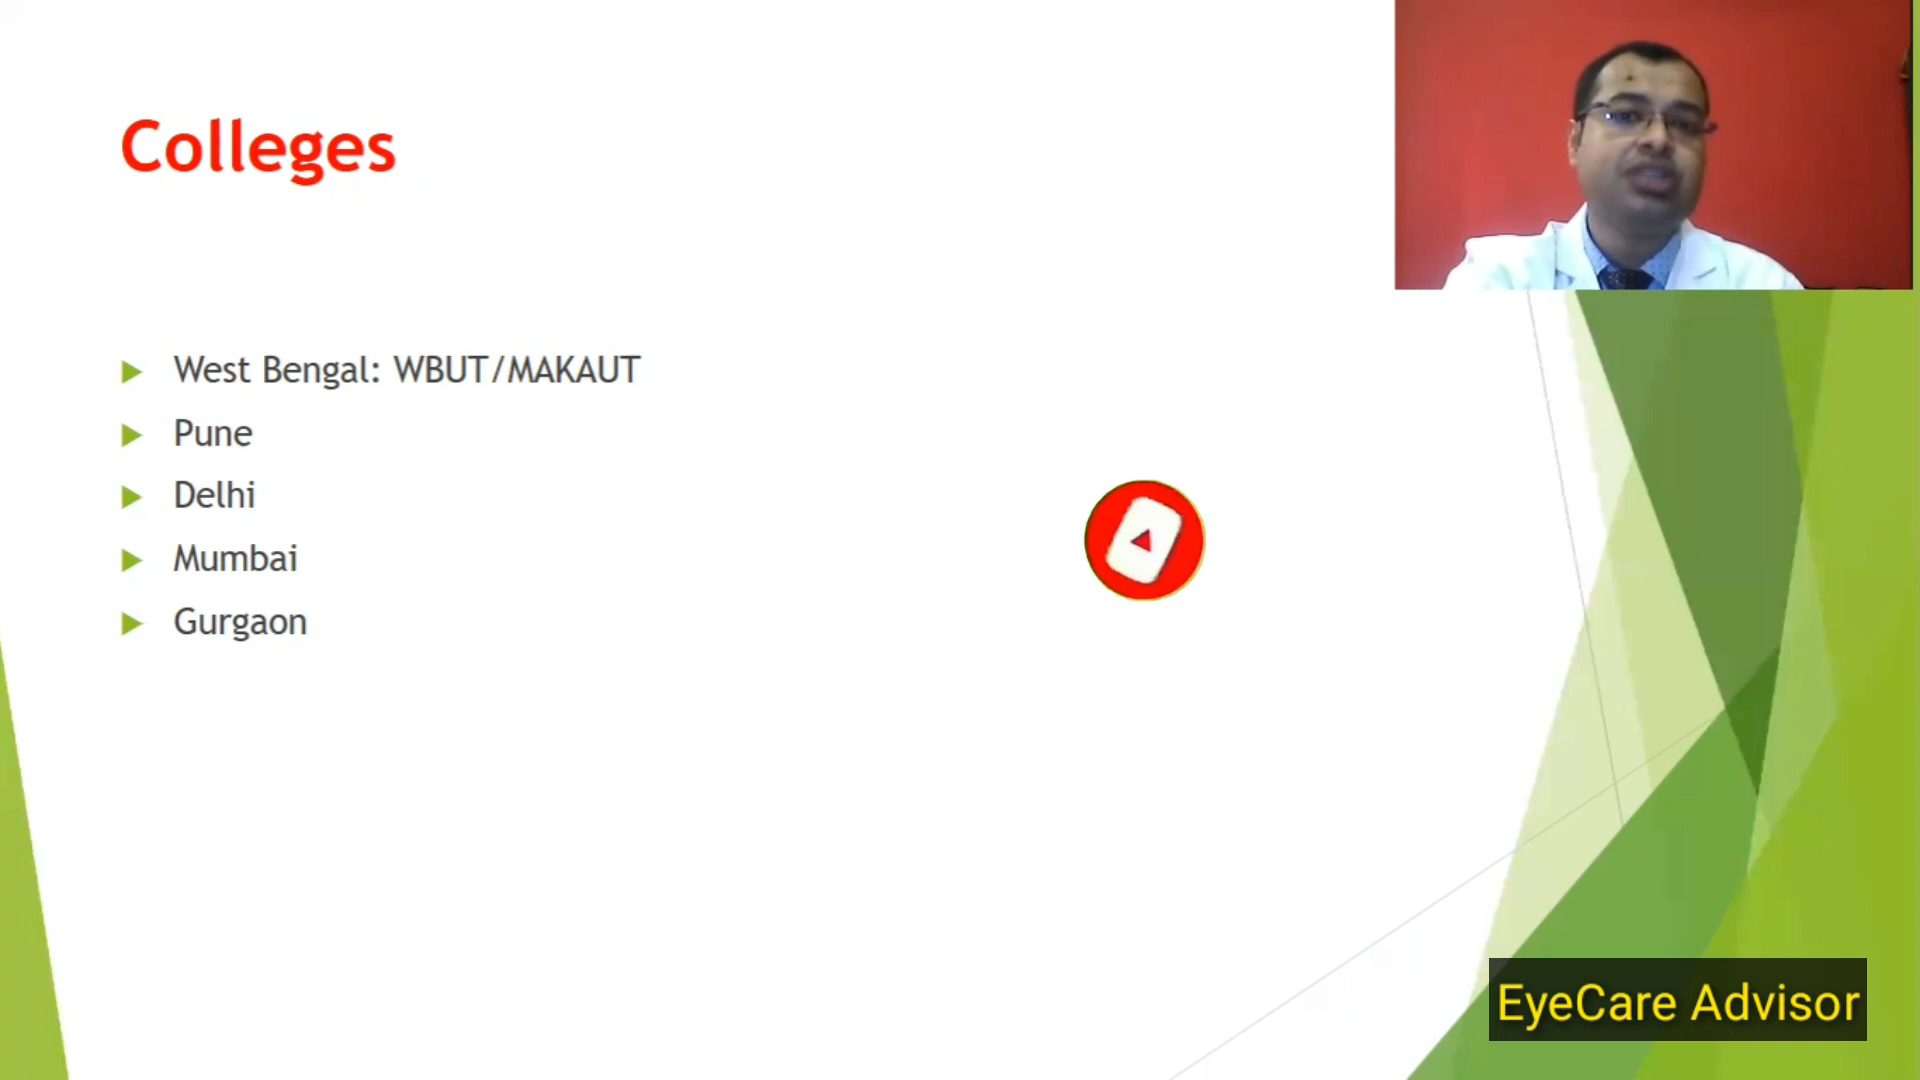 Colleges
West Bengal: WBUT/MAKAUT
Pune
Delhi
Mumbai
Gurgaon
EyeCare Advisor